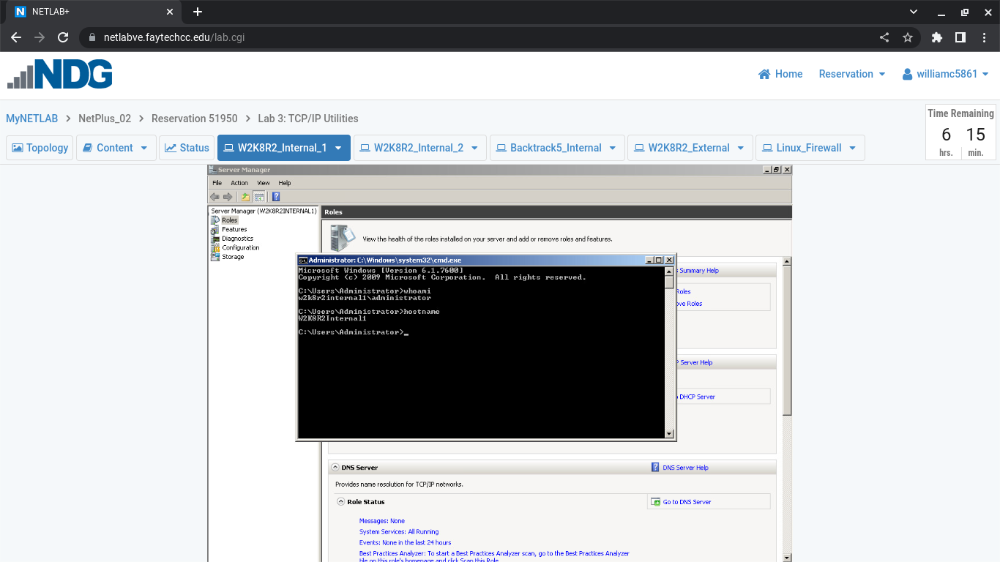 NETLAB+
netlabve.faytechcc.edu/lab.cgi
NDG
Home
Reservation
williamc5861
MyNETLAB > NetPlus_02 > Reservation 51950 > Lab 3: TCP/IP Utilities
Time Remaining
6 15
hrs. min.
Topology
Content
Status
W2K8R2_Internal_1
W2K8R2_Internal_2
Backtrack5_Internal
W2K8R2_External
Linux_Firewall
Server Manager
File Action View Help
Server Manager (W2K8R2INTERNAL1)
Roles
Features
Diagnostics
Configuration
Storage
Roles
View the health of the roles installed on your server and add or remove roles and features.
Summary Help
Roles
Roles
Server Help
DHCP Server
Administrator: C:\Windows\system32\cmd.exe
Microsoft Windows [Version 6.1.7600]
Copyright (c) 2009 Microsoft Corporation. All rights reserved.
C:\Users\Administrator>whoami
w2k8r2internal1\administrator
C:\Users\Administrator>hostname
W2K8R2Internal1
C:\Users\Administrator>_
DNS Server
DNS Server Help
Provides name resolution for TCP/IP networks.
Role Status
Go to DNS Server
Messages: None
System Services: All Running
Events: None in the last 24 hours
Best Practices Analyzer: To start a Best Practices Analyzer scan, go to the Best Practices Analyzer
tile on this role's homepage and click Scan this Role